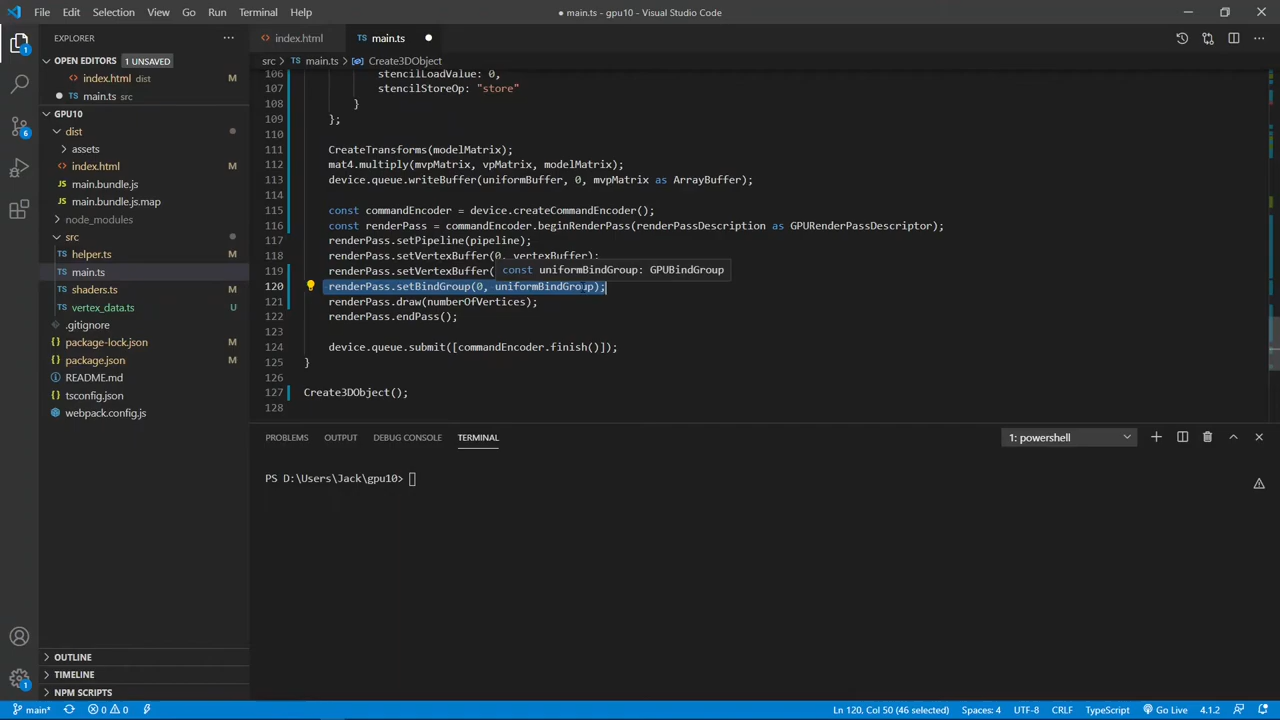 File Edit Selection View Go Run Terminal Help
● main.ts - gpu10 - Visual Studio Code
EXPLORER
OPEN EDITORS 1 UNSAVED
index.html dist M
main.ts src
GPU10
dist
assets
index.html M
main.bundle.js
main.bundle.js.map
node_modules
src
helper.ts M
main.ts M
shaders.ts M
vertex_data.ts U
.gitignore
package-lock.json M
package.json M
README.md
tsconfig.json
webpack.config.js
OUTLINE
TIMELINE
NPM SCRIPTS
1
6
1
index.html main.ts
src > main.ts > Create3DObject
106 stencilLoadValue: 0,
107 stencilStoreOp: "store"
108 }
109 };
110
111 CreateTransforms(modelMatrix);
112 mat4.multiply(mvpMatrix, vpMatrix, modelMatrix);
113 device.queue.writeBuffer(uniformBuffer, 0, mvpMatrix as ArrayBuffer);
114
115 const commandEncoder = device.createCommandEncoder();
116 const renderPass = commandEncoder.beginRenderPass(renderPassDescription as GPURenderPassDescriptor);
117 renderPass.setPipeline(pipeline);
118 renderPass.setVertexBuffer(0, vertexBuffer);
119 renderPass.setVertexBuffer(
const uniformBindGroup: GPUBindGroup
120 renderPass.setBindGroup(0, uniformBindGroup);
121 renderPass.draw(numberOfVertices);
122 renderPass.endPass();
123
124 device.queue.submit([commandEncoder.finish()]);
125 }
126
127 Create3DObject();
128
PROBLEMS OUTPUT DEBUG CONSOLE TERMINAL
1: powershell
PS D:\Users\Jack\gpu10>
main* 0 0
Ln 120, Col 50 (46 selected) Spaces: 4 UTF-8 CRLF TypeScript Go Live 4.1.2